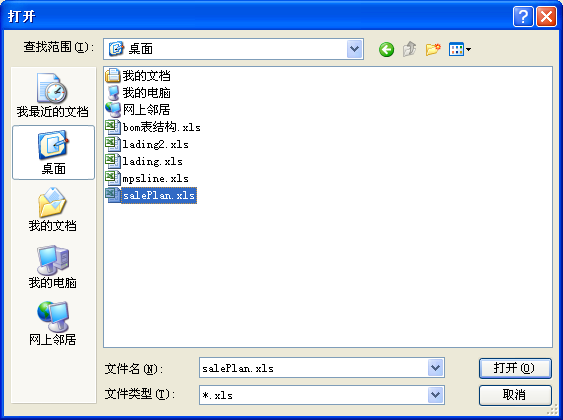 打开
查找范围(I): 桌面
我最近的文档
桌面
我的文档
我的电脑
网上邻居
我的文档
我的电脑
网上邻居
bom表结构.xls
lading2.xls
lading.xls
mpsline.xls
salePlan.xls
文件名(N): salePlan.xls 打开(O)
文件类型(T): *.xls 取消